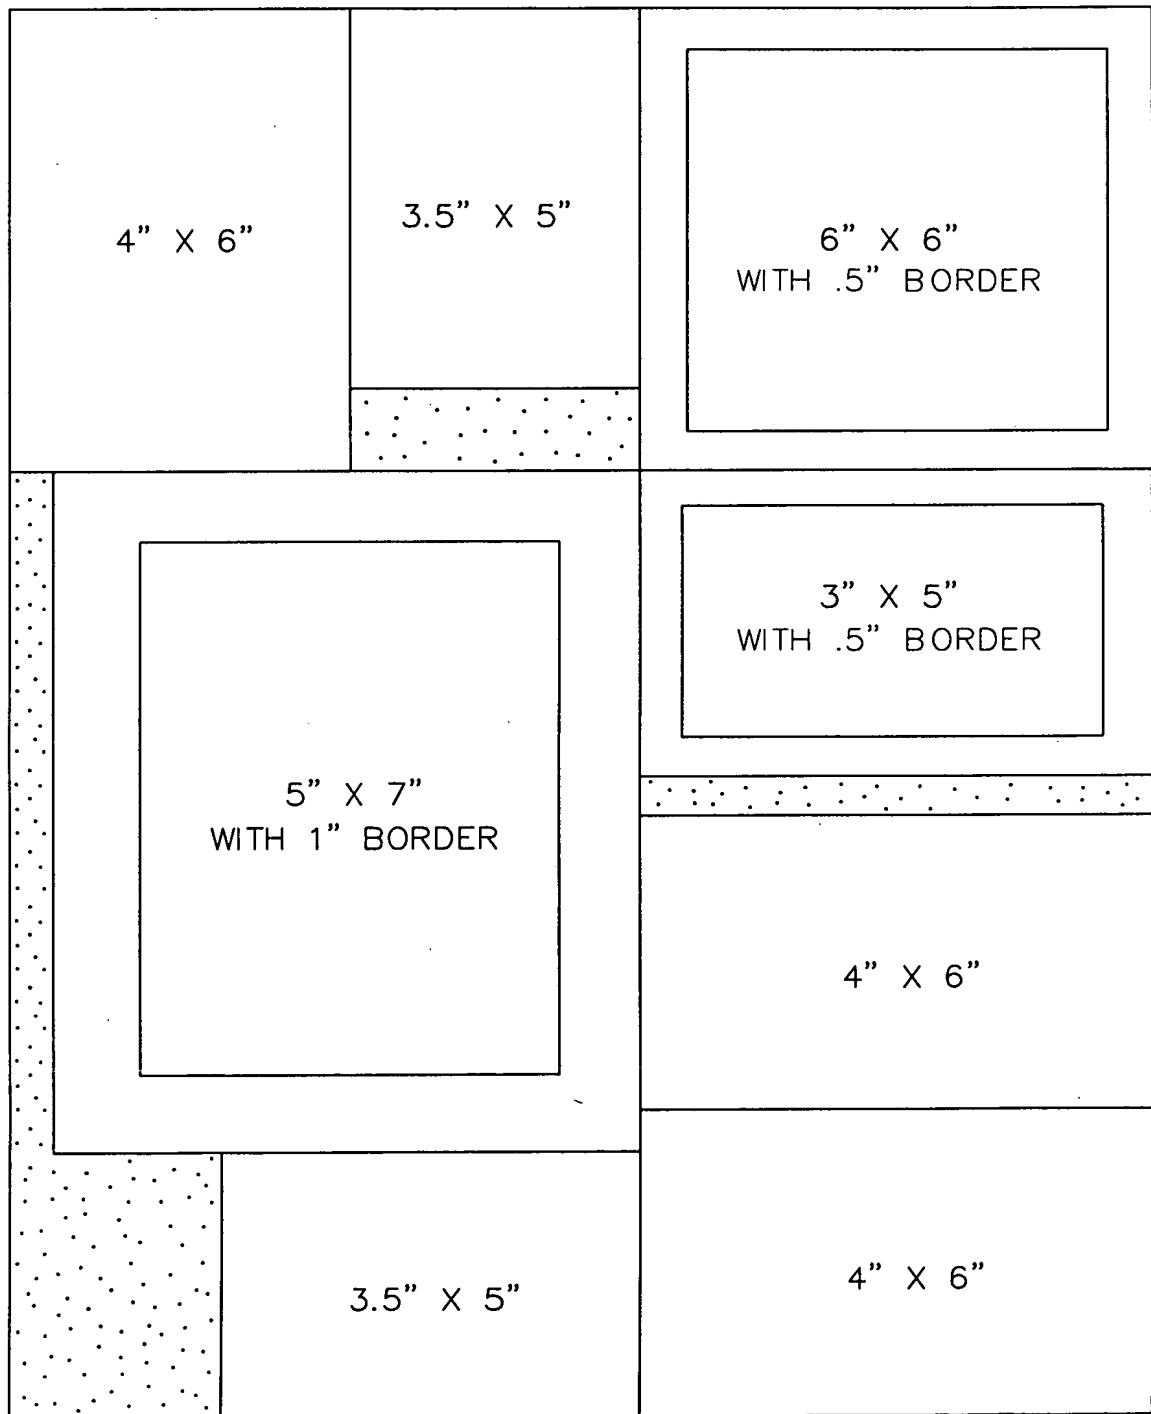 4” X 6”
3.5” X 5”
6” X 6”
WITH .5” BORDER
3” X 5”
WITH .5” BORDER
5” X 7”
WITH 1” BORDER
4” X 6”
3.5” X 5”
4” X 6”